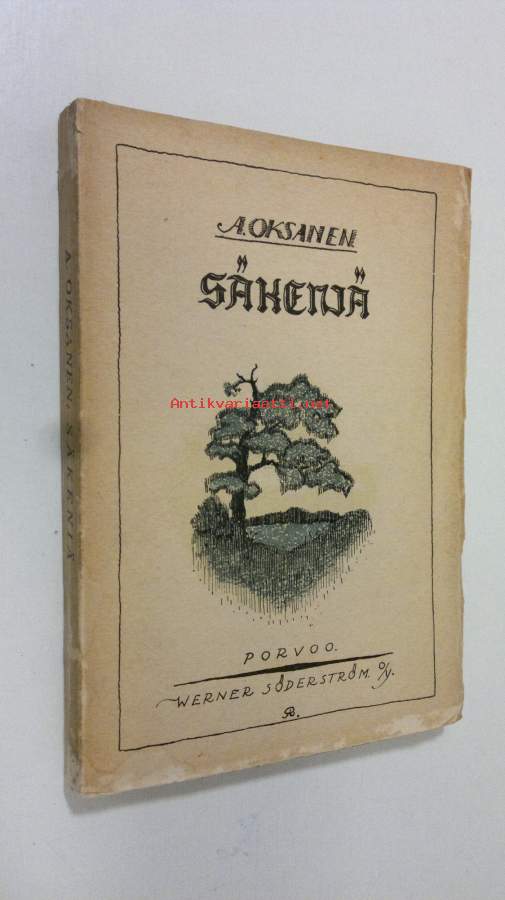 A. OKSANEN.
SÄKENIÄ
Antikvariaatti.net
PORVOO.
WERNER SÖDERSTRÖM O/Y.
A. OKSANEN, SÄKENIÄ